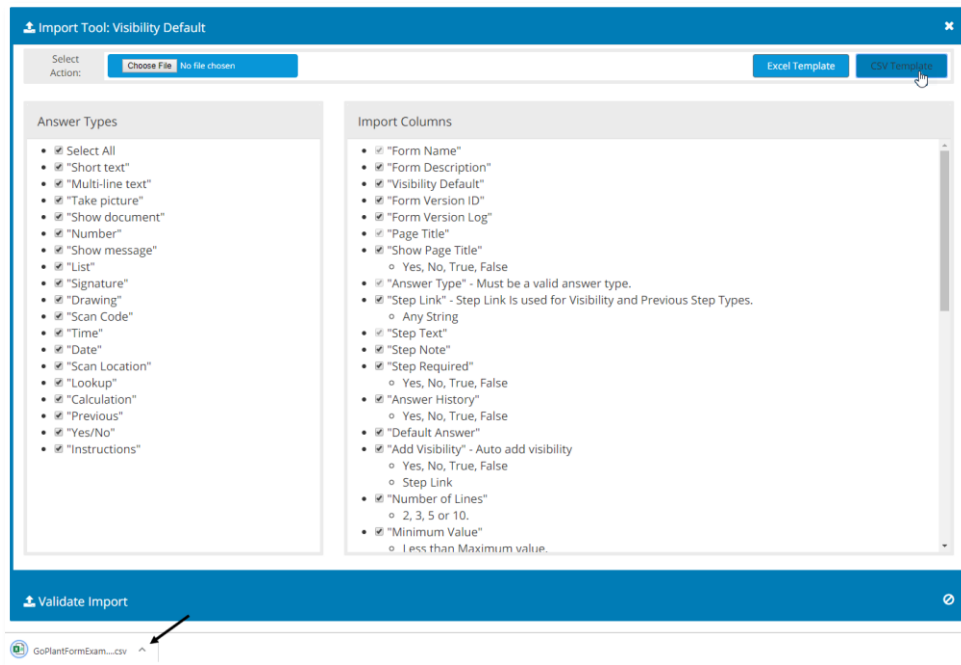 Import Tool: Visibility Default
Select
Action:
Choose File No file chosen
Excel Template
CSV Template
Answer Types
Select All
"Short text"
"Multi-line text"
"Take picture"
"Show document"
"Number"
"Show message"
"List"
"Signature"
"Drawing"
"Scan Code"
"Time"
"Date"
"Scan Location"
"Lookup"
"Calculation"
"Previous"
"Yes/No"
"Instructions"
Import Columns
"Form Name"
"Form Description"
"Visibility Default"
"Form Version ID"
"Form Version Log"
"Page Title"
"Show Page Title"
Yes, No, True, False
"Answer Type" - Must be a valid answer type.
"Step Link" - Step Link Is used for Visibility and Previous Step Types.
Any String
"Step Text"
"Step Note"
"Step Required"
Yes, No, True, False
"Answer History"
Yes, No, True, False
"Default Answer"
"Add Visibility" - Auto add visibility
Yes, No, True, False
Step Link
"Number of Lines"
2, 3, 5 or 10.
"Minimum Value"
Less than Maximum value.
Validate Import
GoPlantFormExam....csv